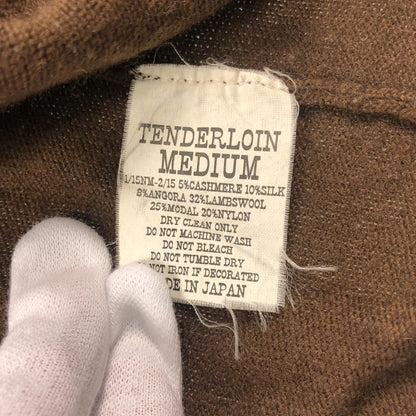 TENDERLOIN
MEDIUM
1/15NM-2/15 5%CASHMERE 10%SILK
8%ANGORA 32%LAMBSWOOL
25%MODAL 20%NYLON
DRY CLEAN ONLY
DO NOT MACHINE WASH
DO NOT BLEACH
DO NOT TUMBLE DRY
NOT IRON IF DECORATED
DE IN JAPAN